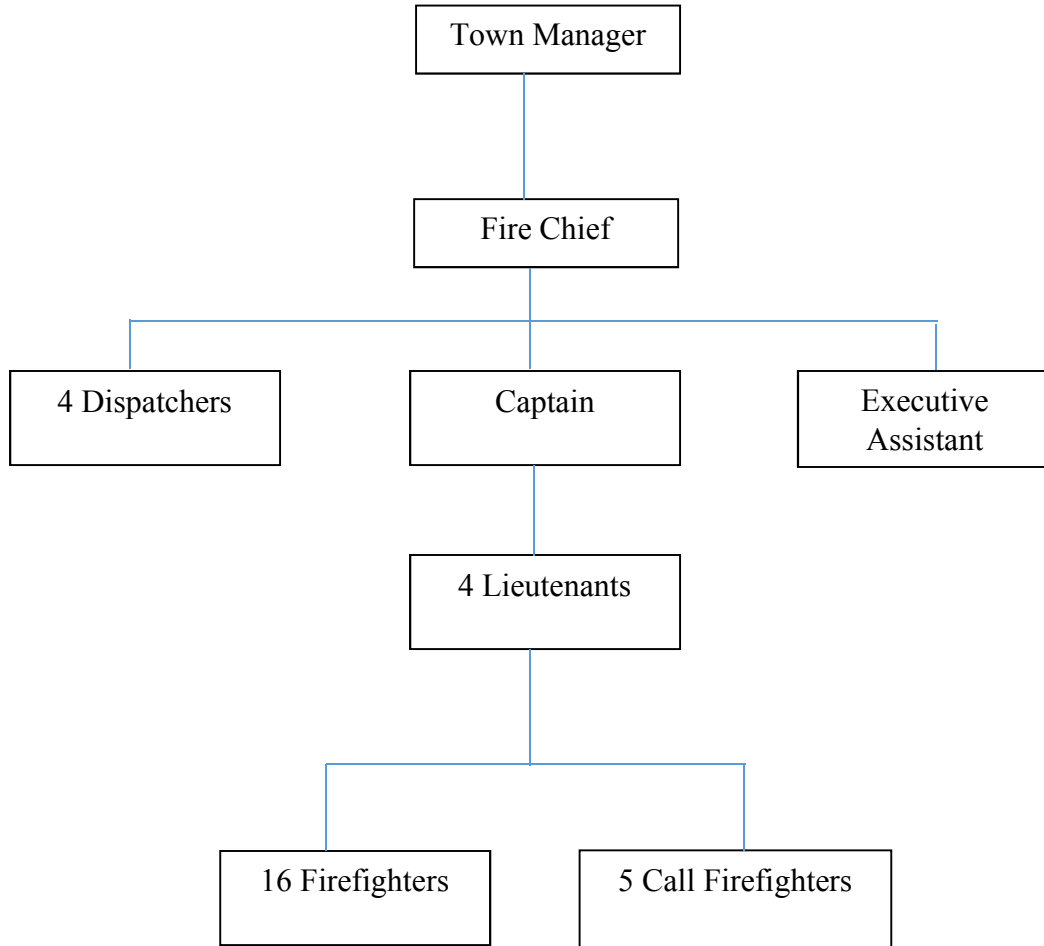 Town Manager
Fire Chief
4 Dispatchers
Captain
Executive
Assistant
4 Lieutenants
16 Firefighters
5 Call Firefighters